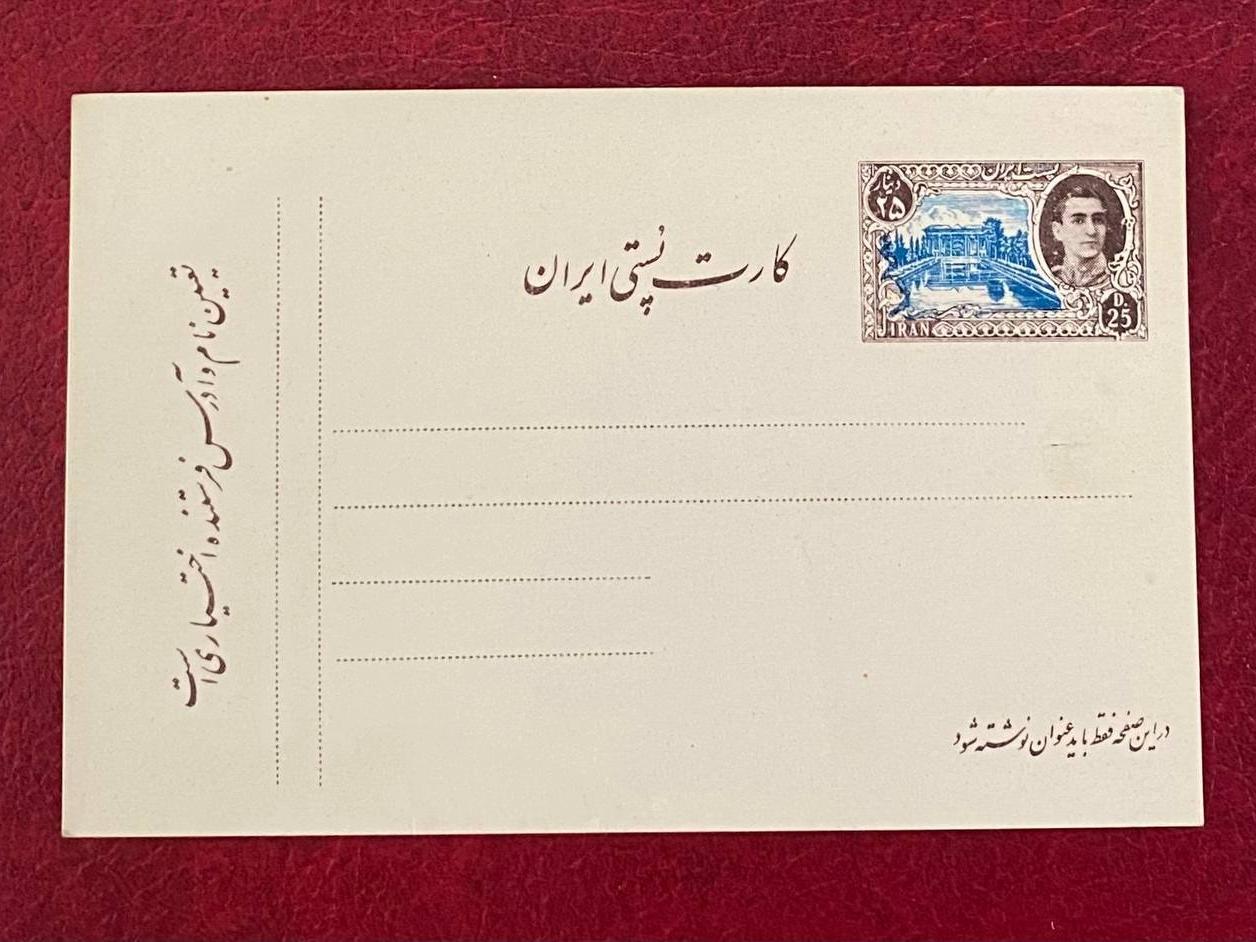 پست ایران
دینار
۲۵
D.
25
IRAN
کارت پستی ایران
تعیین نام و آدرس فرستنده اختیاری است
در این صفحه فقط باید عنوان نوشته شود